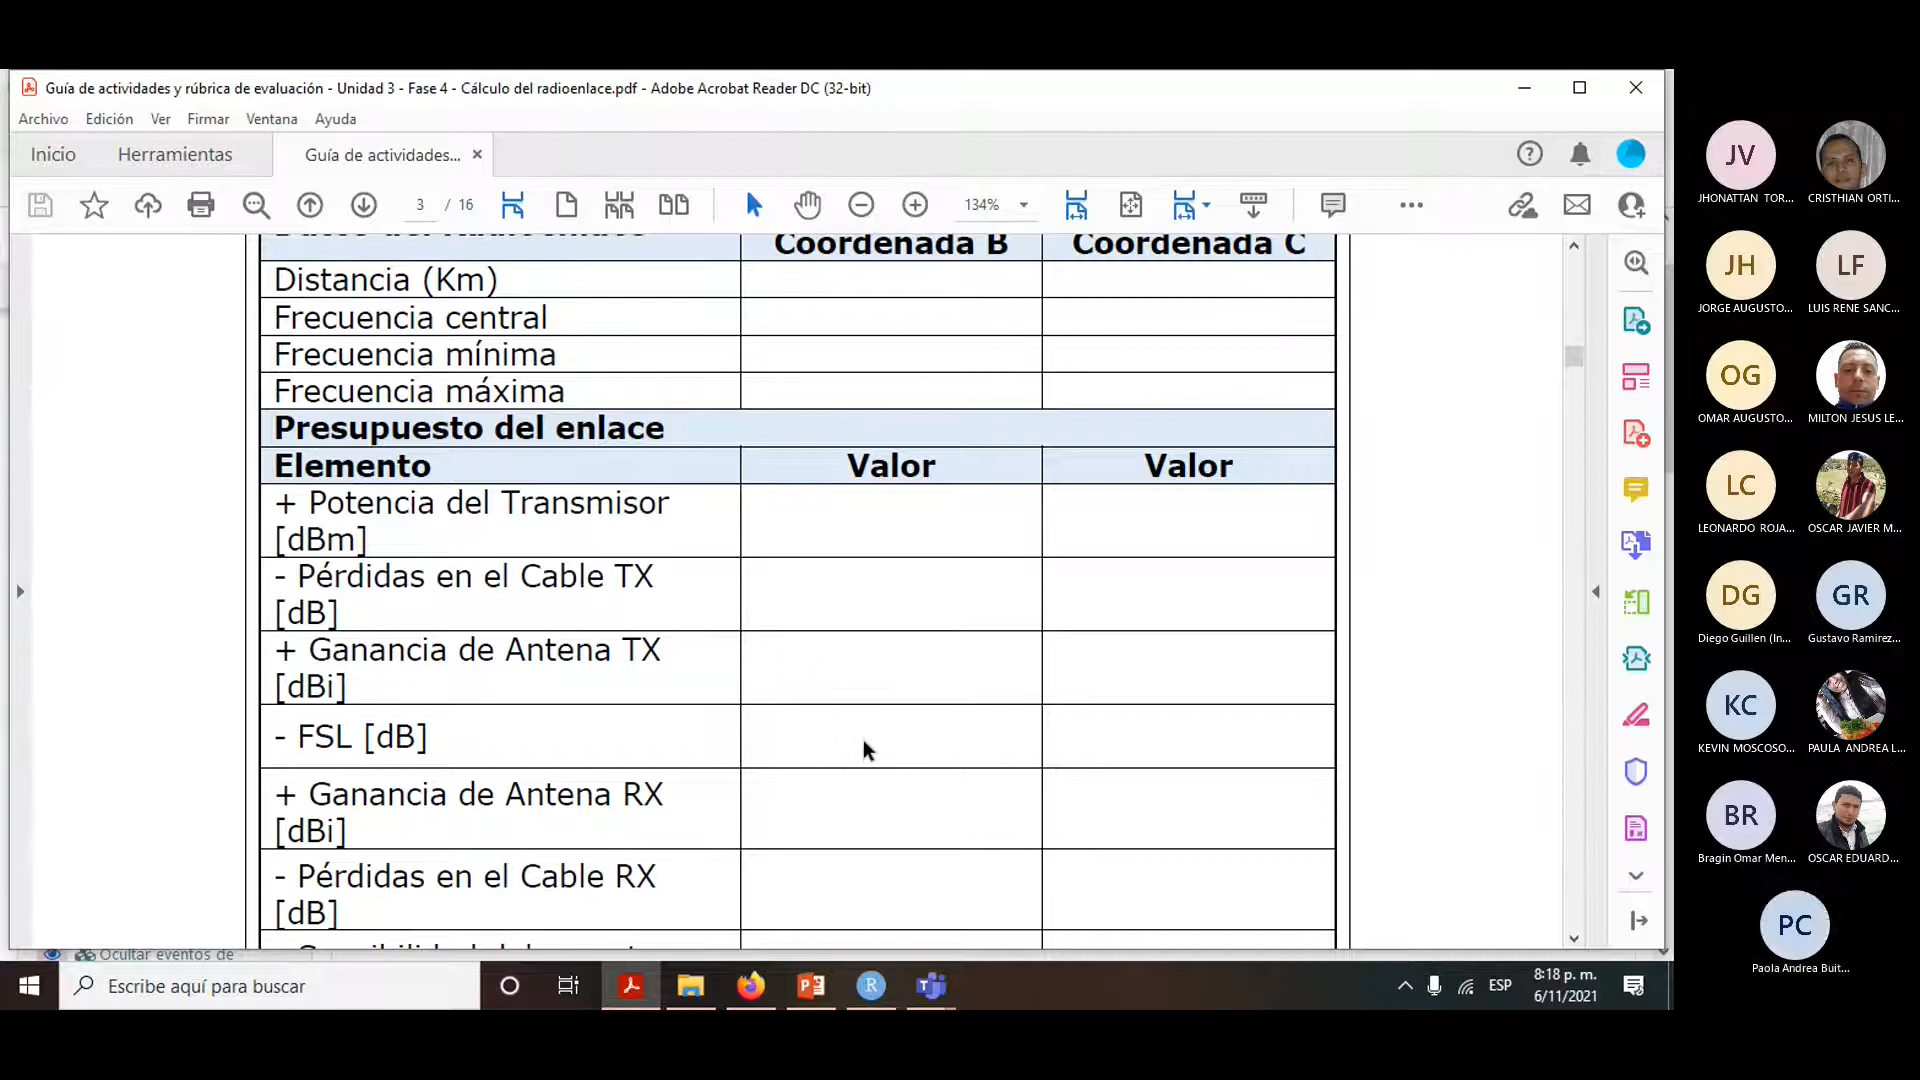 Guía de actividades y rúbrica de evaluación - Unidad 3 - Fase 4 - Cálculo del radioenlace.pdf - Adobe Acrobat Reader DC (32-bit)
Archivo Edición Ver Firmar Ventana Ayuda
Inicio Herramientas Guía de actividades...
3 / 16 134%
Coordenada B Coordenada C
Distancia (Km)
Frecuencia central
Frecuencia mínima
Frecuencia máxima
Presupuesto del enlace
Elemento Valor Valor
+ Potencia del Transmisor
[dBm]
- Pérdidas en el Cable TX
[dB]
+ Ganancia de Antena TX
[dBi]
- FSL [dB]
+ Ganancia de Antena RX
[dBi]
- Pérdidas en el Cable RX
[dB]
Ocultar eventos de
Escribe aquí para buscar
ESP
8:18 p. m.
6/11/2021
JV
JHONATTAN TOR... CRISTHIAN ORTI...
JH LF
JORGE AUGUSTO... LUIS RENE SANC...
OG
OMAR AUGUSTO... MILTON JESUS LE...
LC
LEONARDO ROJA... OSCAR JAVIER M...
DG GR
Diego Guillen (In... Gustavo Ramirez...
KC
KEVIN MOSCOSO... PAULA ANDREA L...
BR
Bragin Omar Men... OSCAR EDUARD...
PC
Paola Andrea Buit...